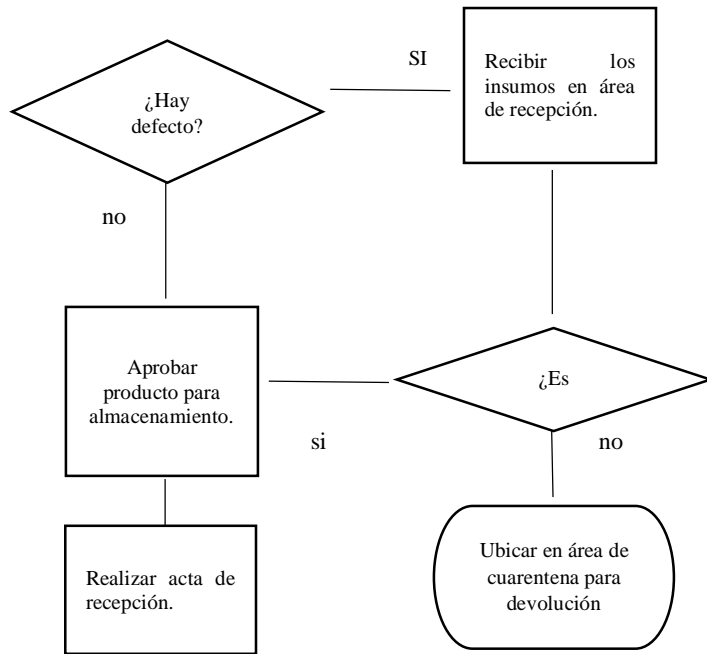 ¿Hay
defecto?
SI
Recibir los
insumos en área
de recepción.
no
Aprobar
producto para
almacenamiento.
si
¿Es
no
Realizar acta de
recepción.
Ubicar en área de
cuarentena para
devolución